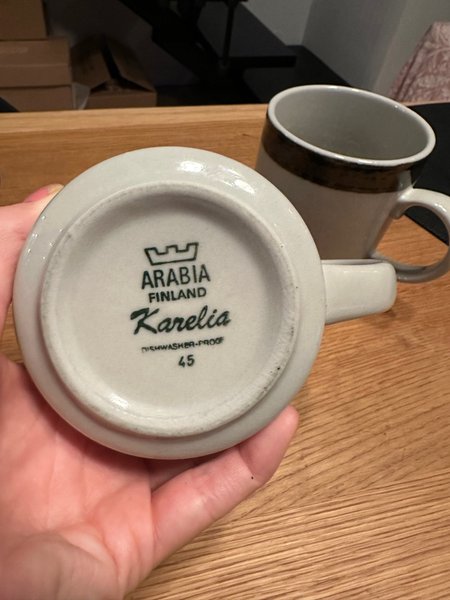 ARABIA
FINLAND
Karelia
DISHWASHER-PROOF
45